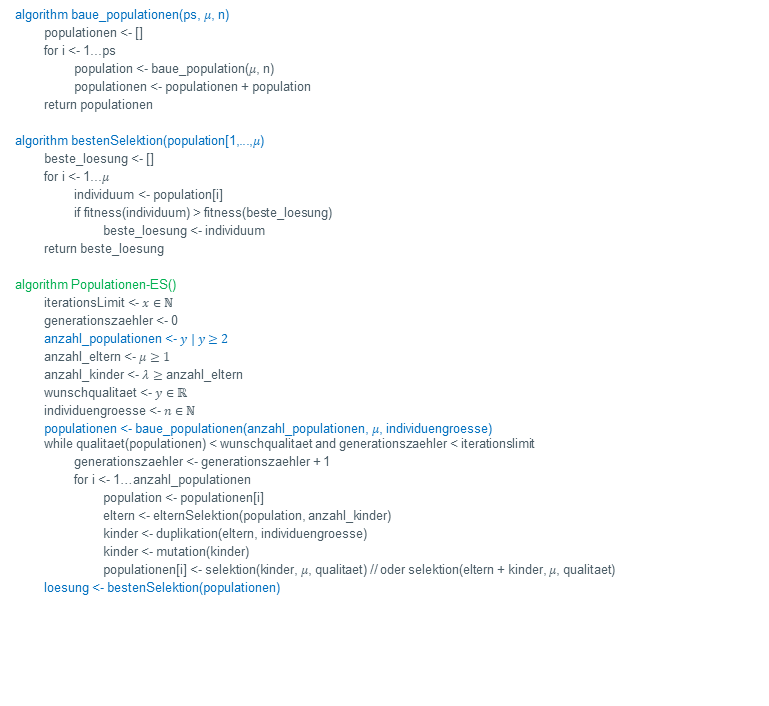 algorithm baue_populationen(ps, μ, n)
populationen <- []
for i <- 1…ps
population <- baue_population(μ, n)
populationen <- populationen + population
return populationen
algorithm bestenSelektion(population[1,...,μ)
beste_loesung <- []
for i <- 1…μ
individuum <- population[i]
if fitness(individuum) > fitness(beste_loesung)
beste_loesung <- individuum
return beste_loesung
algorithm Populationen-ES()
iterationsLimit <- x ∈ ℕ
generationszaehler <- 0
anzahl_populationen <- y | y ≥ 2
anzahl_eltern <- μ ≥ 1
anzahl_kinder <- λ ≥ anzahl_eltern
wunschqualitaet <- y ∈ ℝ
individuengroesse <- n ∈ ℕ
populationen <- baue_populationen(anzahl_populationen, μ, individuengroesse)
while qualitaet(populationen) < wunschqualitaet and generationszaehler < iterationslimit
generationszaehler <- generationszaehler + 1
for i <- 1…anzahl_populationen
population <- populationen[i]
eltern <- elternSelektion(population, anzahl_kinder)
kinder <- duplikation(eltern, individuengroesse)
kinder <- mutation(kinder)
populationen[i] <- selektion(kinder, μ, qualitaet) // oder selektion(eltern + kinder, μ, qualitaet)
loesung <- bestenSelektion(populationen)